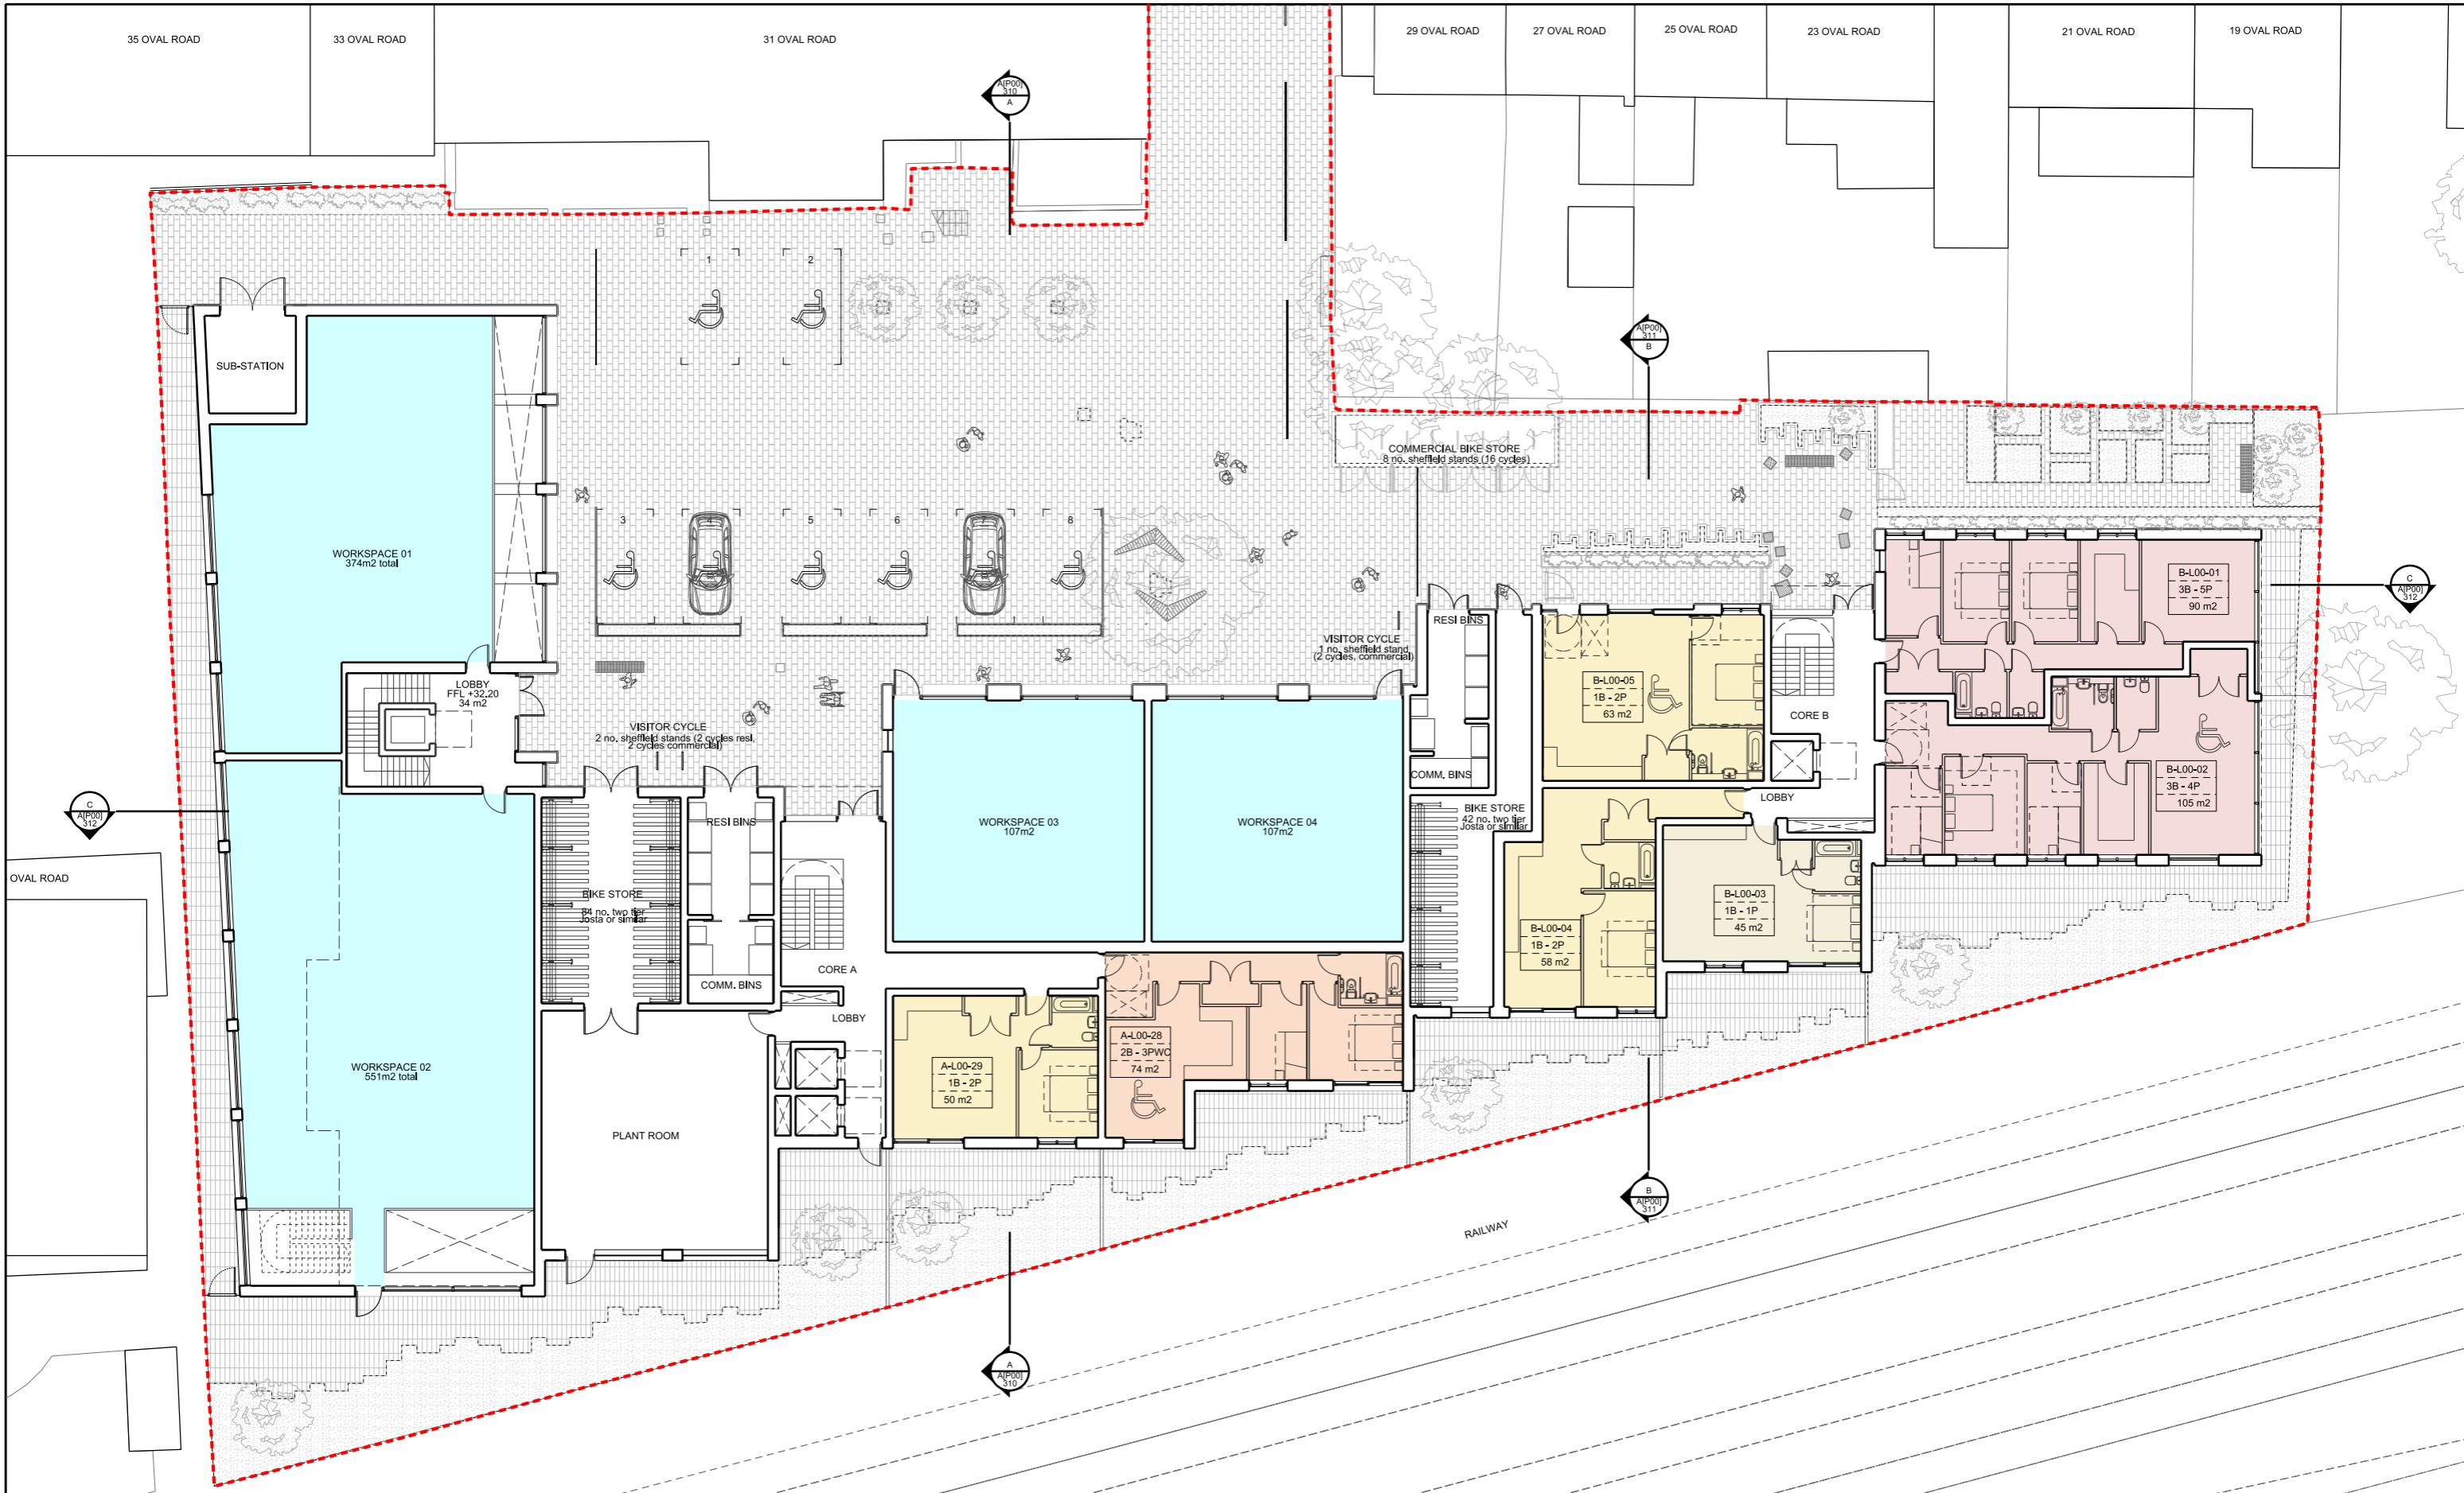 35 OVAL ROAD
33 OVAL ROAD
31 OVAL ROAD
29 OVAL ROAD
27 OVAL ROAD
25 OVAL ROAD
23 OVAL ROAD
21 OVAL ROAD
19 OVAL ROAD
A[P00]
310
A
1
2
A[P00]
311
B
SUB-STATION
COMMERCIAL BIKE STORE
8 no. sheffield stands (16 cycles)
3
4
5
6
7
8
WORKSPACE 01
374m2 total
B-L00-01
3B - 5P
90 m2
C
A[P00]
312
RESI BINS
VISITOR CYCLE
1 no. sheffield stand
(2 cycles, commercial)
LOBBY
FFL +32.20
34 m2
B-L00-05
1B - 2P
63 m2
CORE B
VISITOR CYCLE
2 no. sheffield stands (2 cycles resi,
2 cycles commercial)
COMM. BINS
B-L00-02
3B - 4P
105 m2
LOBBY
C
A[P00]
312
RESI BINS
WORKSPACE 03
107m2
WORKSPACE 04
107m2
BIKE STORE
42 no. two tier
Josta or similar
OVAL ROAD
BIKE STORE
84 no. two tier
Josta or similar
B-L00-03
1B - 1P
45 m2
B-L00-04
1B - 2P
58 m2
CORE A
COMM. BINS
LOBBY
A-L00-28
2B - 3PWC
74 m2
WORKSPACE 02
551m2 total
A-L00-29
1B - 2P
50 m2
PLANT ROOM
B
A[P00]
311
RAILWAY
A
A[P00]
310